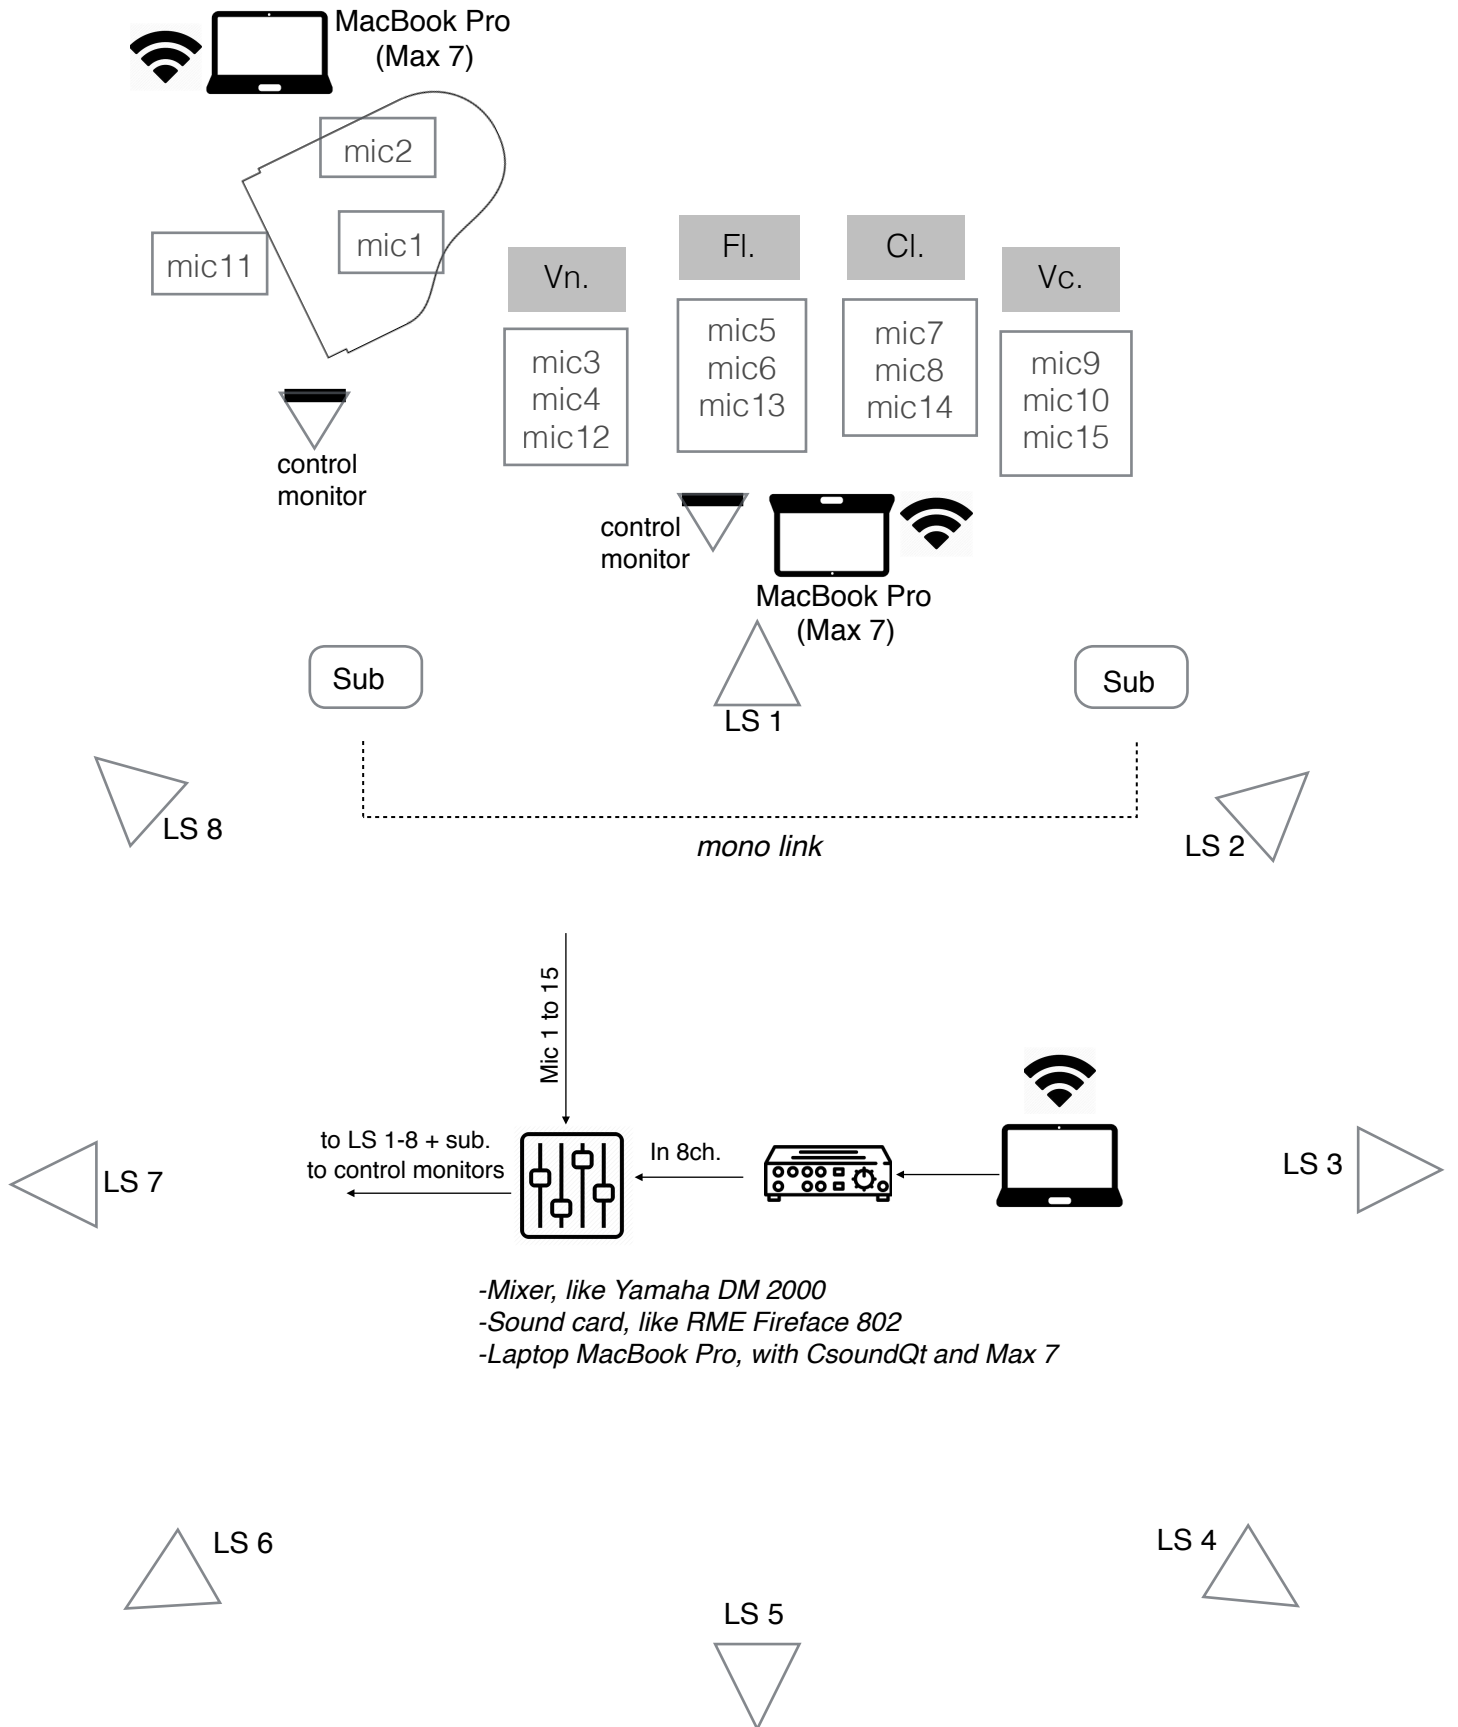 MacBook Pro
(Max 7)
mic2
mic1
mic11
Vn.
Fl.
Cl.
Vc.
mic3
mic4
mic12
mic5
mic6
mic13
mic7
mic8
mic14
mic9
mic10
mic15
control
monitor
control
monitor
MacBook Pro
(Max 7)
Sub
LS 1
Sub
LS 8
mono link
LS 2
Mic 1 to 15
to LS 1-8 + sub.
to control monitors
In 8ch.
LS 7
LS 3
-Mixer, like Yamaha DM 2000
-Sound card, like RME Fireface 802
-Laptop MacBook Pro, with CsoundQt and Max 7
LS 6
LS 4
LS 5